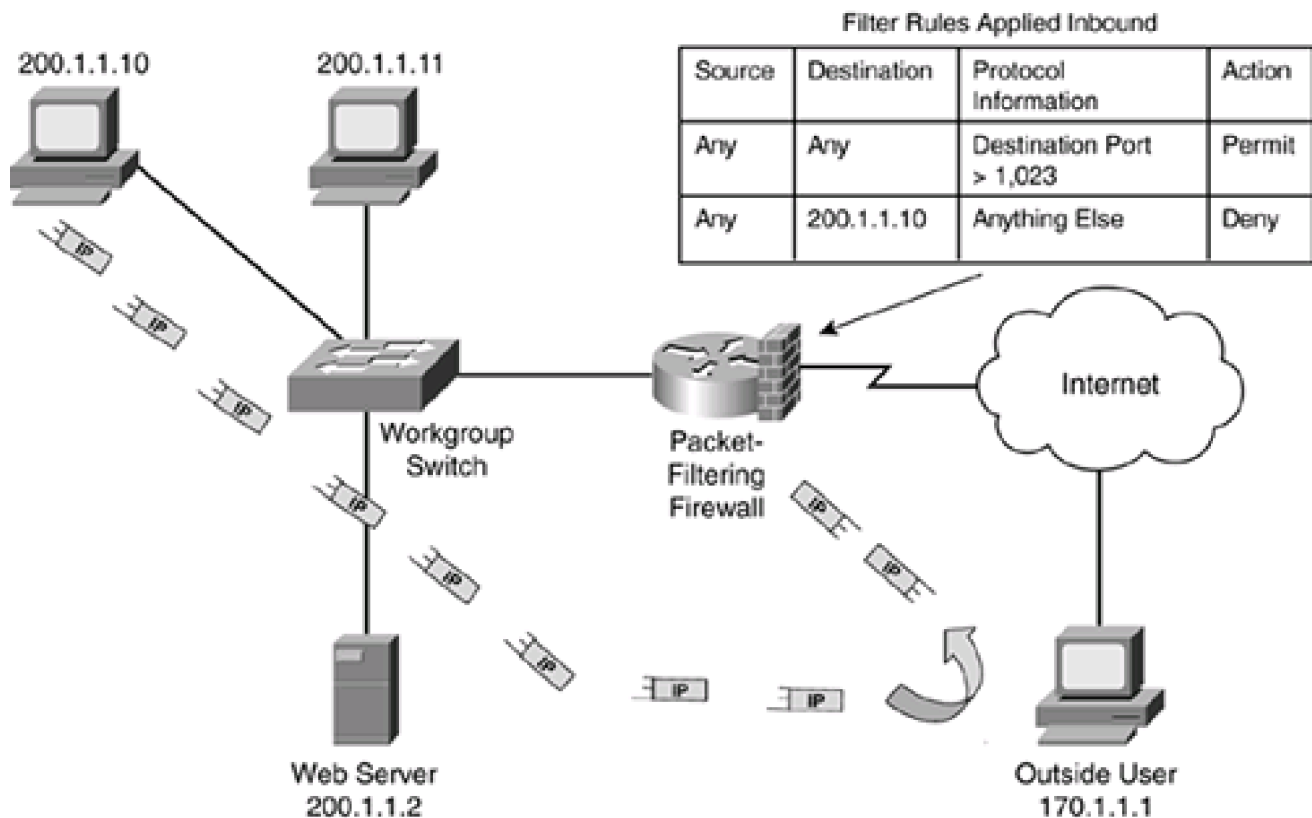 Filter Rules Applied Inbound
200.1.1.10
200.1.1.11
Source Destination Protocol Information Action
Any Any Destination Port > 1,023 Permit
Any 200.1.1.10 Anything Else Deny
IP
IP
IP
IP
IP
IP
IP
IP
IP
IP
Workgroup
Switch
Packet-
Filtering
Firewall
Internet
Web Server
200.1.1.2
Outside User
170.1.1.1